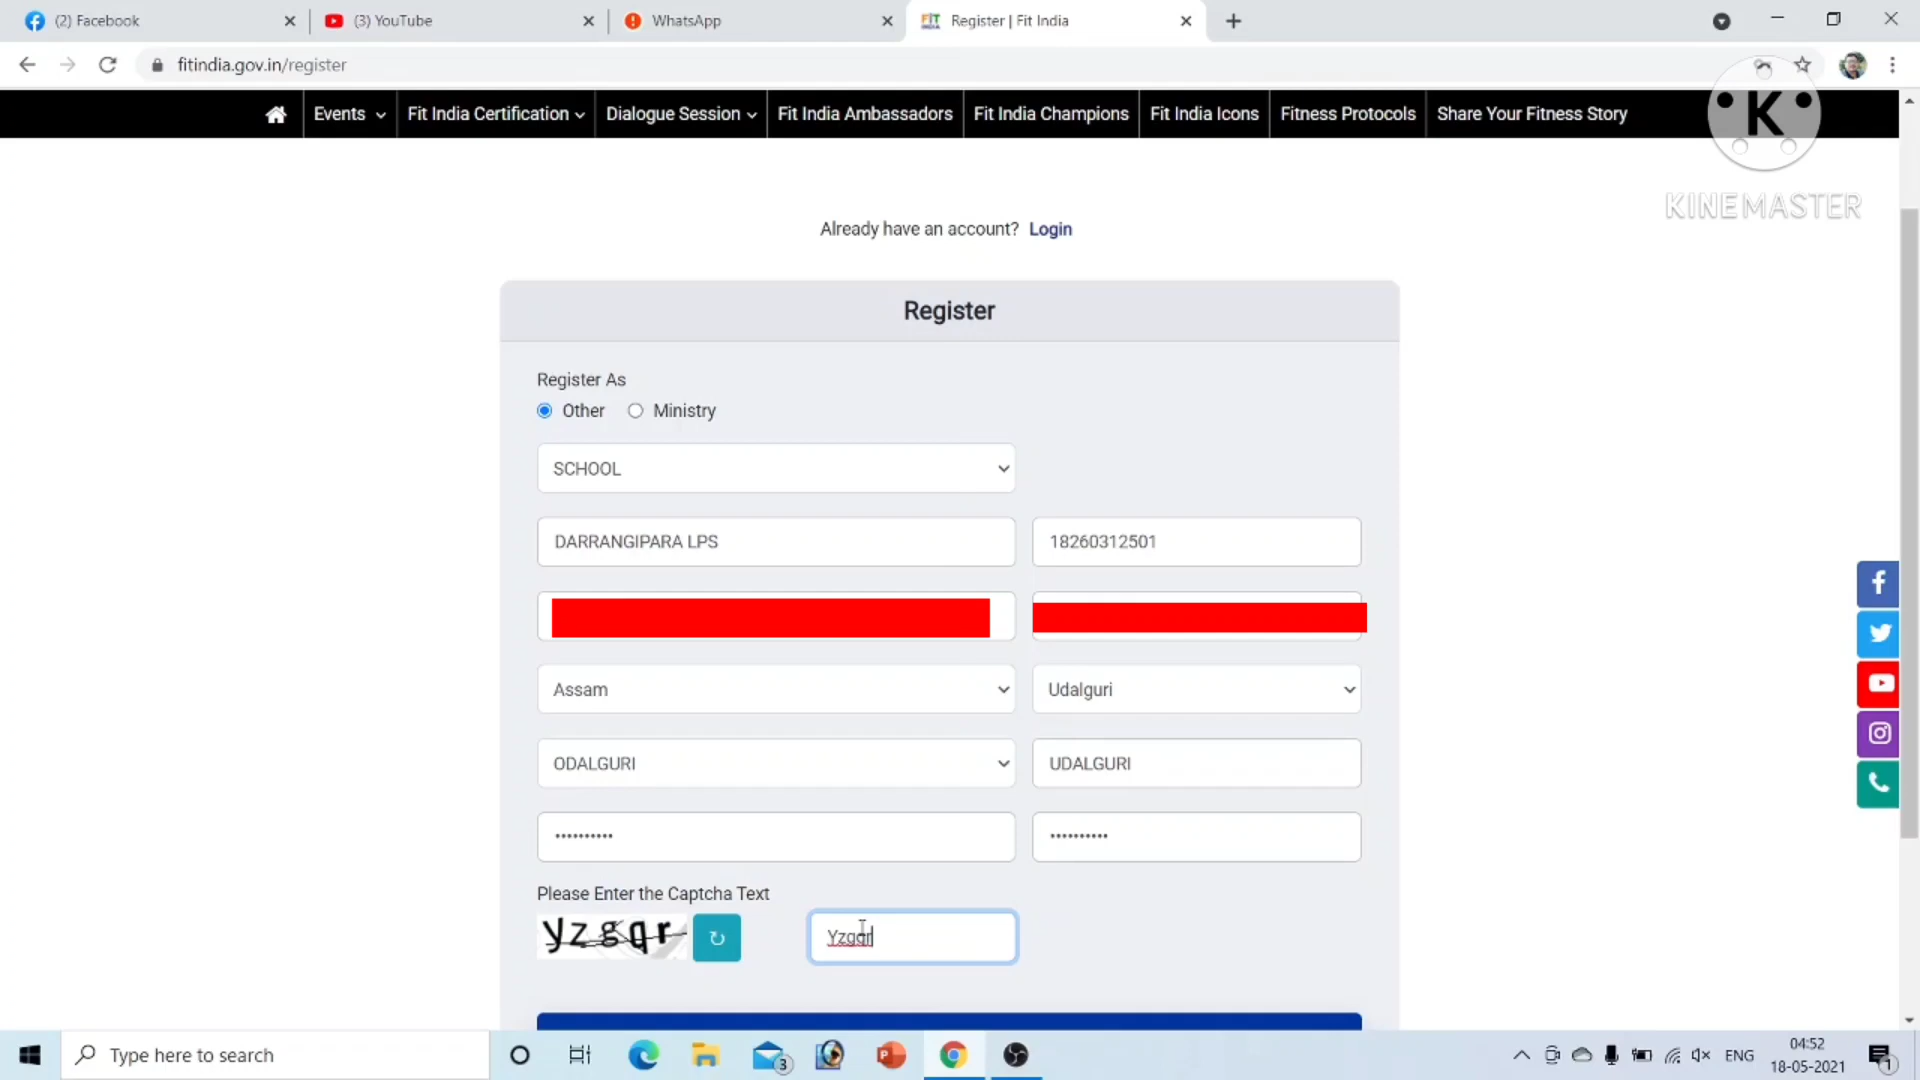 (2) Facebook
(3) YouTube
WhatsApp
Register | Fit India
fitindia.gov.in/register
Events
Fit India Certification
Dialogue Session
Fit India Ambassadors
Fit India Champions
Fit India Icons
Fitness Protocols
Share Your Fitness Story
K
KINEMASTER
Already have an account? Login
Register
Register As
Other
Ministry
SCHOOL
DARRANGIPARA LPS
18260312501
Assam
Udalguri
ODALGURI
UDALGURI
Please Enter the Captcha Text
yzgqr
Yzgqr
Type here to search
3
ENG
04:52
18-05-2021
1